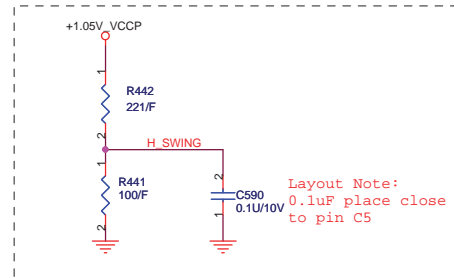 +1.05V_VCCP
1
R442
221/F
2
H_SWING
1
R441
100/F
2
2
C590
0.1U/10V
1
Layout Note:
0.1uF place close
to pin C5